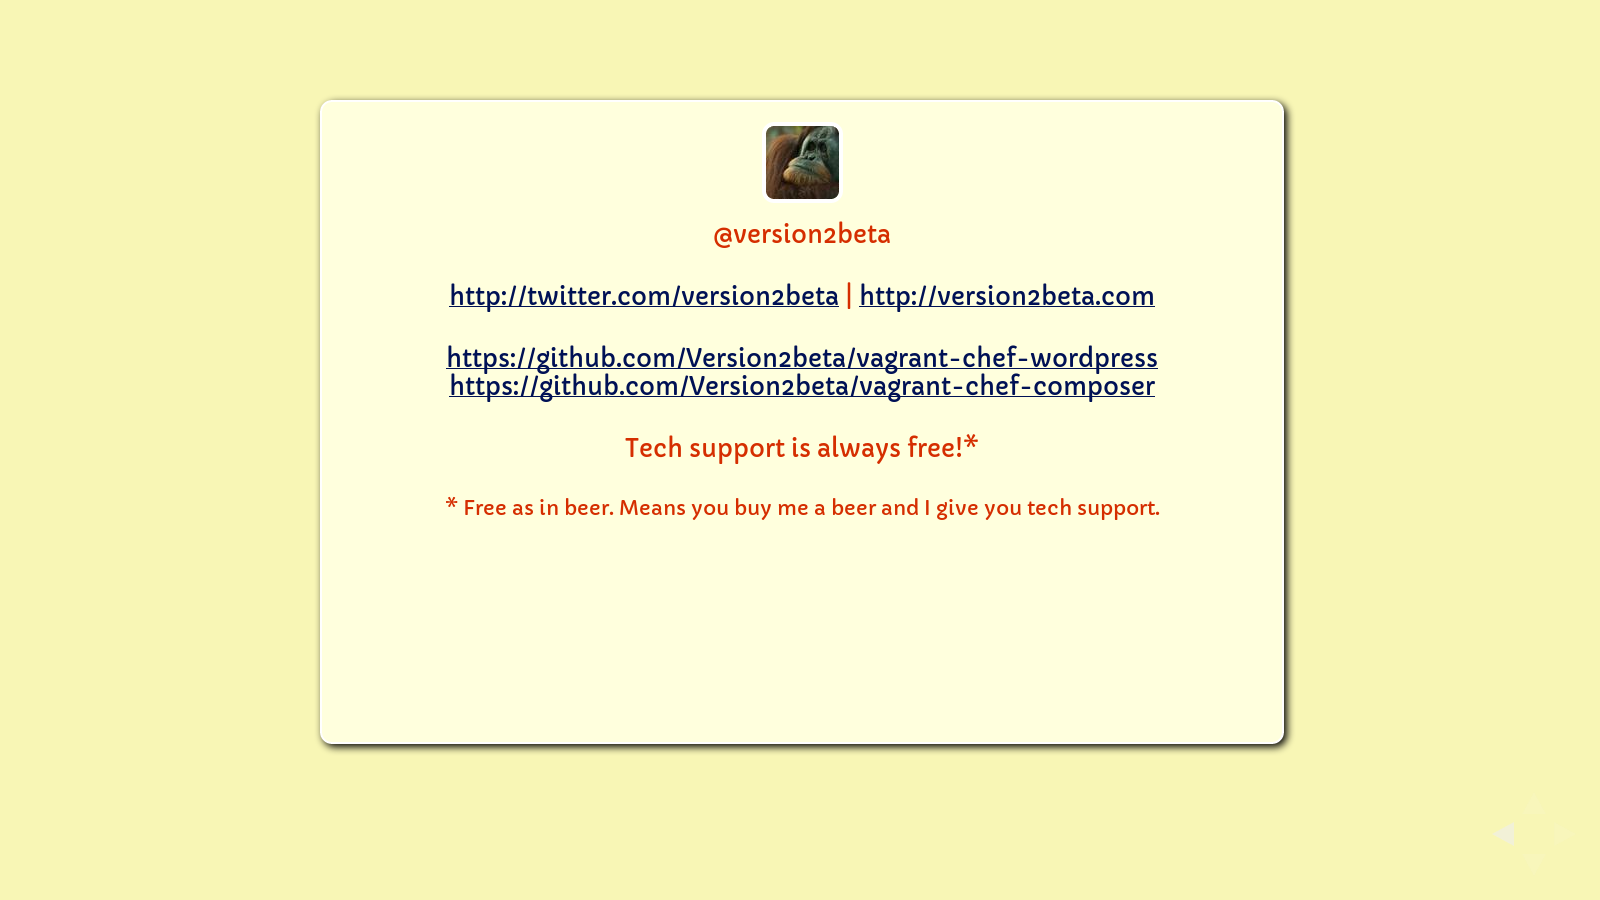 @version2beta
http://twitter.com/version2beta | http://version2beta.com
https://github.com/Version2beta/vagrant-chef-wordpress
https://github.com/Version2beta/vagrant-chef-composer
Tech support is always free!*
* Free as in beer. Means you buy me a beer and I give you tech support.